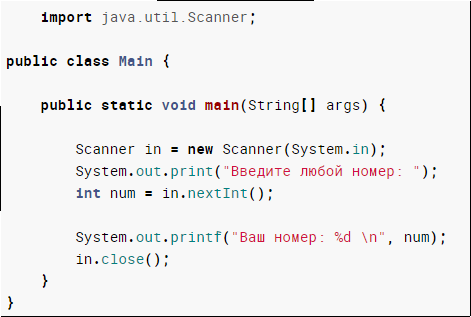 import java.util.Scanner;
public class Main {
public static void main(String[] args) {
Scanner in = new Scanner(System.in);
System.out.print("Введите любой номер: ");
int num = in.nextInt();
System.out.printf("Ваш номер: %d \n", num);
in.close();
}
}